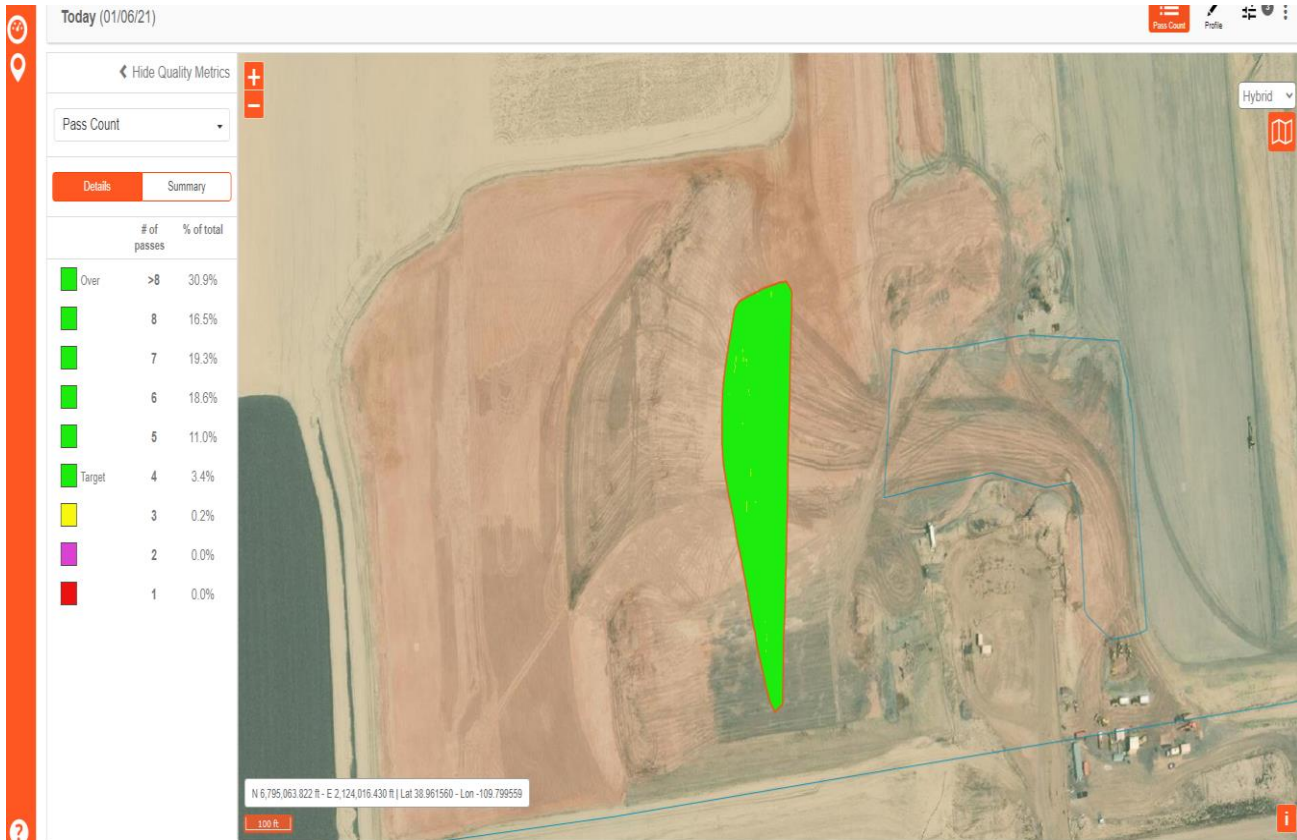 Today (01/06/21)
Pass Count
Profile
Hide Quality Metrics
Pass Count
Details
Summary
# of passes
% of total
Over >8 30.9%
8 16.5%
7 19.3%
6 18.6%
5 11.0%
Target 4 3.4%
3 0.2%
2 0.0%
1 0.0%
Hybrid
N 6,795,063.822 ft - E 2,124,016.430 ft | Lat 38.961560 - Lon -109.799559
100 ft